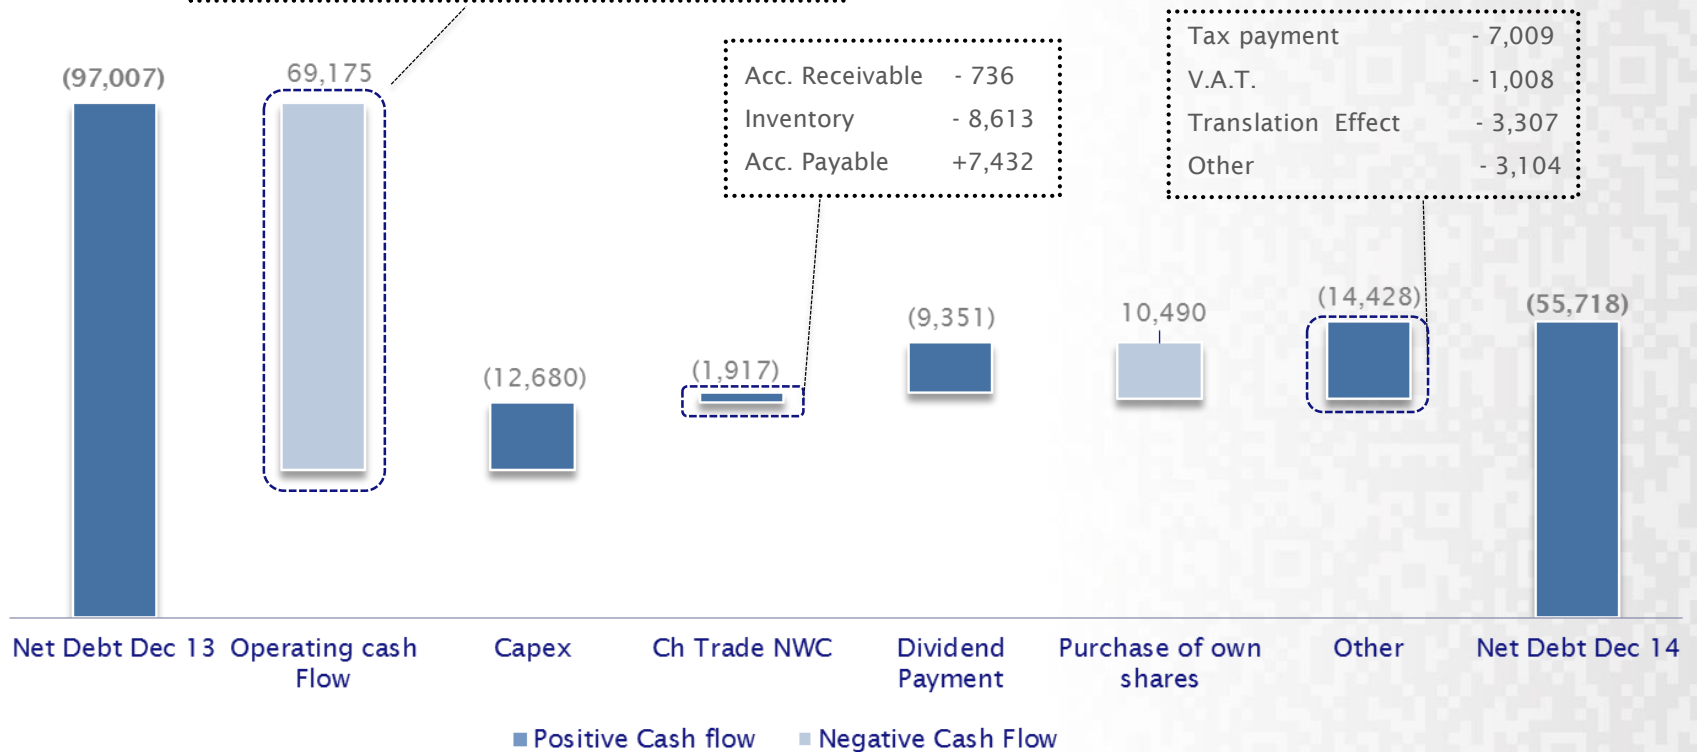 (97,007)
69,175
Acc. Receivable - 736
Inventory - 8,613
Acc. Payable +7,432
Tax payment - 7,009
V.A.T. - 1,008
Translation Effect - 3,307
Other - 3,104
(12,680)
(1,917)
(9,351)
10,490
(14,428)
(55,718)
Net Debt Dec 13
Operating cash
Flow
Capex
Ch Trade NWC
Dividend
Payment
Purchase of own
shares
Other
Net Debt Dec 14
Positive Cash flow
Negative Cash Flow